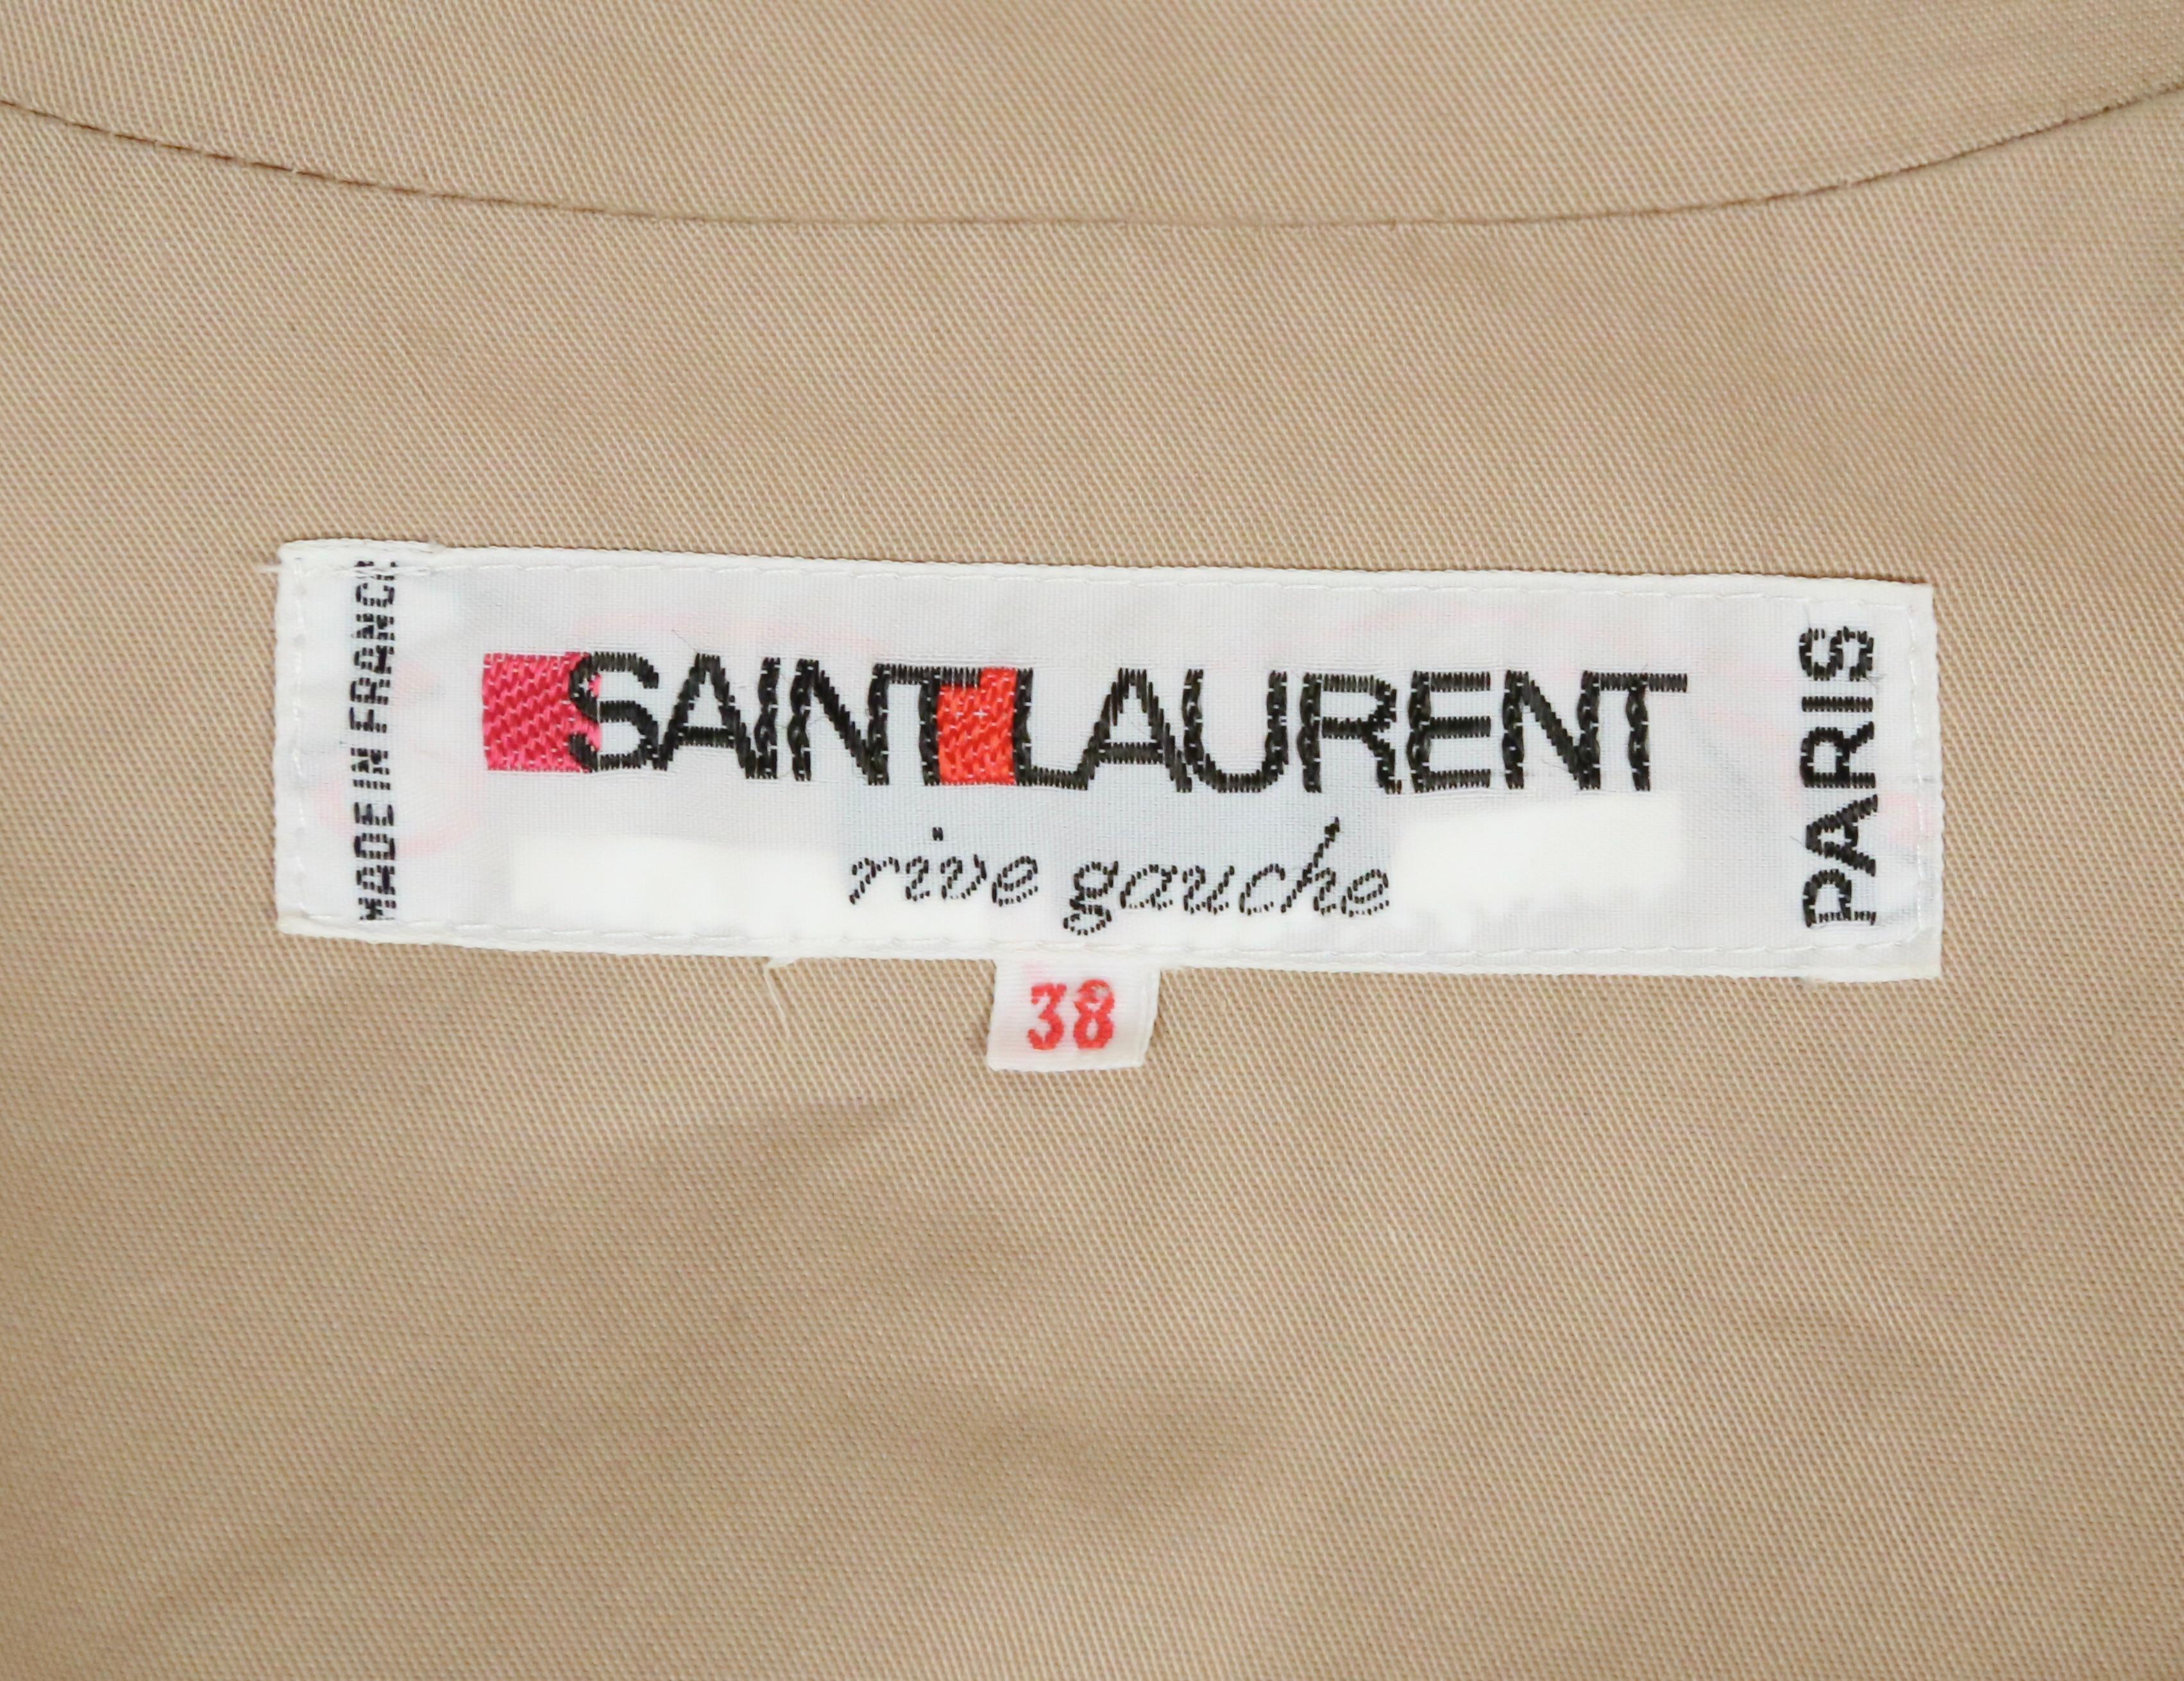 MADE IN FRANCE
SAINT LAURENT
rive gauche
PARIS
38